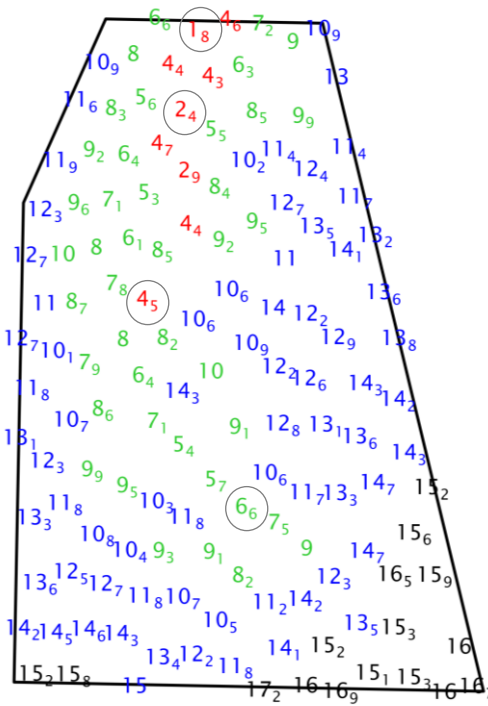 6₆ 1₈ 4₆ 7₂ 9 10₉
10₉ 8 4₄ 4₃ 6₃ 13
11₆ 8₃ 5₆ 2₄ 5₅ 8₅ 9₉
11₉ 9₂ 6₄ 4₇ 2₉ 10₂ 11₄ 12₄ 11₄
12₃ 9₆ 7₁ 5₃ 4₄ 8₄ 9₅ 12₇ 13₅ 11₇
12₇ 10 8 6₁ 8₅ 9₂ 11 14₁ 13₂
11 8₇ 7₈ 4₅ 10₆ 10₆ 14 12₂ 13₆
12₇ 10₁ 8 8₂ 10₉ 12₉ 13₈
11₈ 7₉ 6₄ 14₃ 10 12₂ 12₆ 14₃ 14₂
13₁ 10₇ 8₆ 7₁ 5₄ 9₁ 12₈ 13₁ 13₆ 14₃
12₃ 9₉ 9₅ 5₇ 10₆ 11₇ 13₃ 14₇ 15₂
13₃ 11₈ 10₃ 11₈ 6₆ 7₅ 15₆
10₈ 10₄ 9₃ 9₁ 9 14₇
13₆ 12₅ 12₇ 11₈ 10₇ 8₂ 12₃ 16₅ 15₉
14₂ 14₅ 14₆ 14₃ 10₅ 11₂ 14₂ 13₅ 15₃
13₄ 12₂ 11₈ 14₁ 15₂ 16
15₂ 15₈ 15 17₂ 16 16₉ 15₁ 15₃ 16